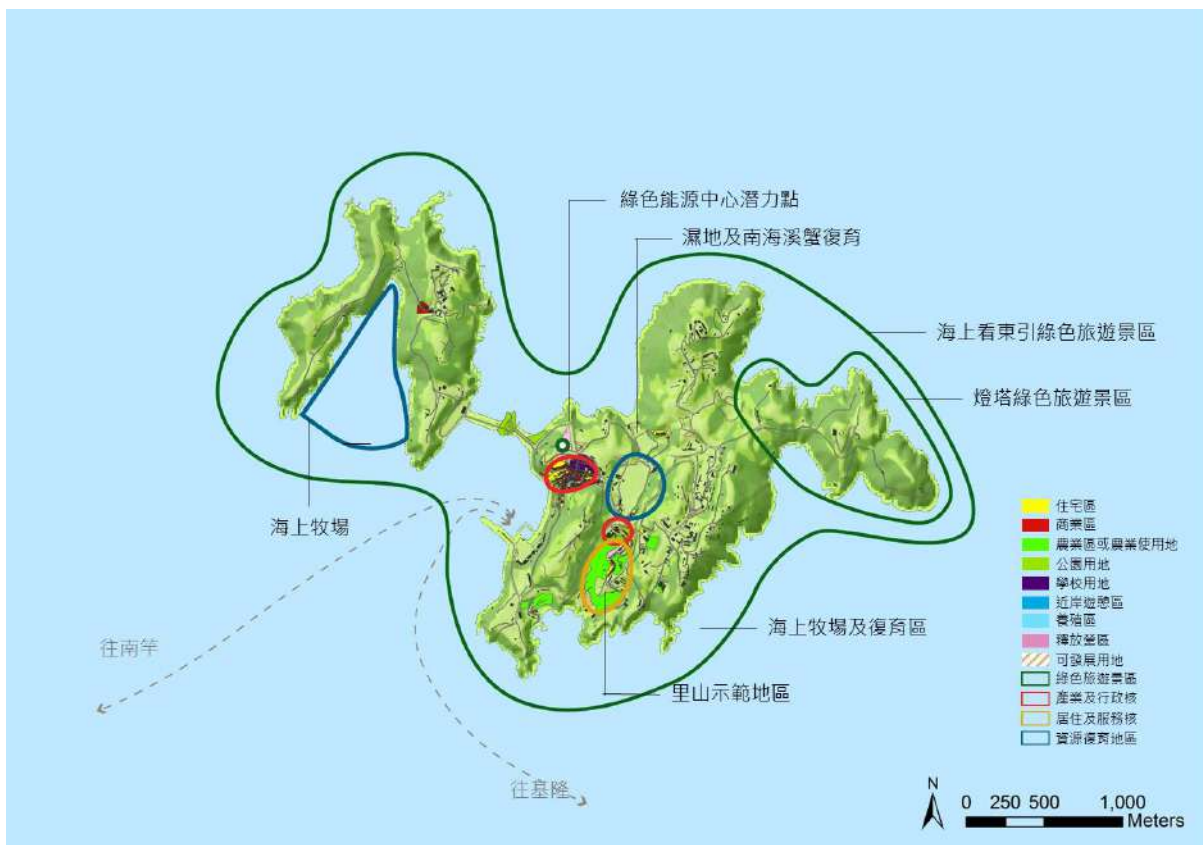 綠色能源中心潛力點
濕地及南海溪蟹復育
海上看東引綠色旅遊景區
燈塔綠色旅遊景區
海上牧場
海上牧場及復育區
里山示範地區
往南竿
往基隆
住宅區
商業區
農業區或農業使用地
公園用地
學校用地
近岸遊憩區
養殖區
釋放營區
可發展用地
綠色旅遊景區
產業及行政核
居住及服務核
資源復育地區
N
0 250 500 1,000
Meters